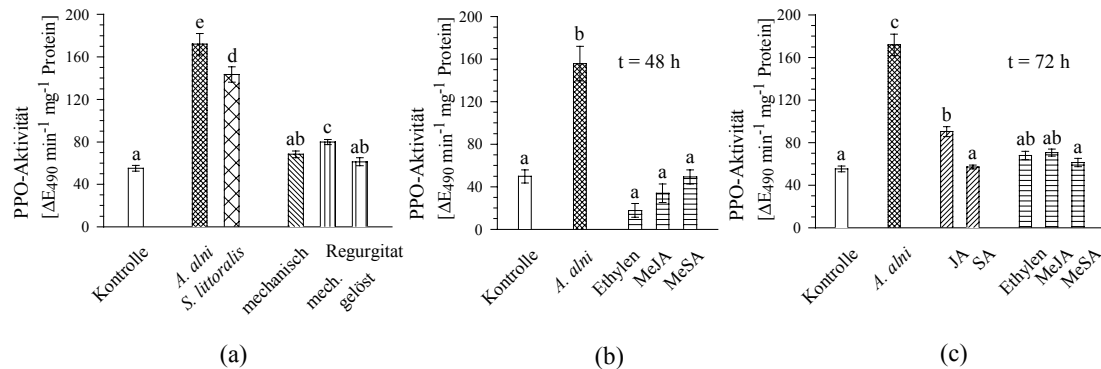 PPO-Aktivität
[ΔE490 min-1 mg-1 Protein]
200
160
120
80
40
0
a
e
d
ab
c
ab
Kontrolle
A. alni
S. littoralis
mechanisch
Regurgitat
mech.
gelöst
(a)
PPO-Aktivität
[ΔE490 min-1 mg-1 Protein]
200
160
120
80
40
0
t = 48 h
a
b
a
a
a
Kontrolle
A. alni
Ethylen
MeJA
MeSA
(b)
PPO-Aktivität
[ΔE490 min-1 mg-1 Protein]
200
160
120
80
40
0
t = 72 h
a
c
b
a
ab
ab
a
Kontrolle
A. alni
JA
SA
Ethylen
MeJA
MeSA
(c)